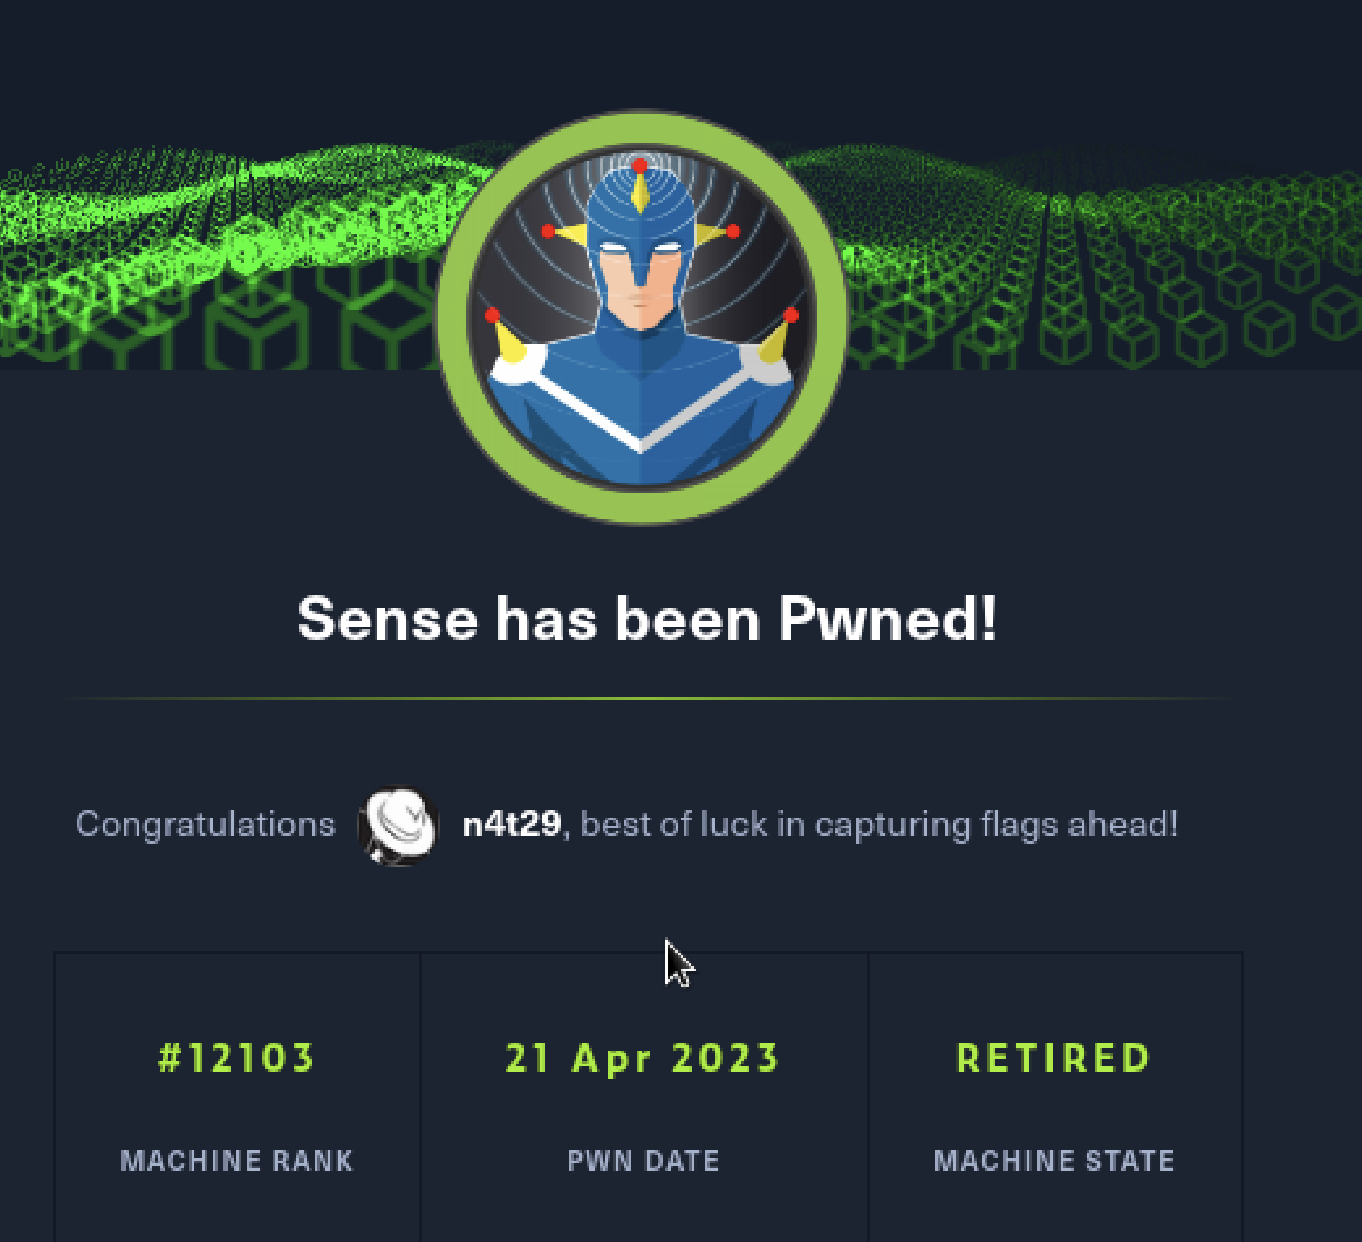 Sense has been Pwned!
Congratulations n4t29, best of luck in capturing flags ahead!
#12103 21 Apr 2023 RETIRED
MACHINE RANK PWN DATE MACHINE STATE